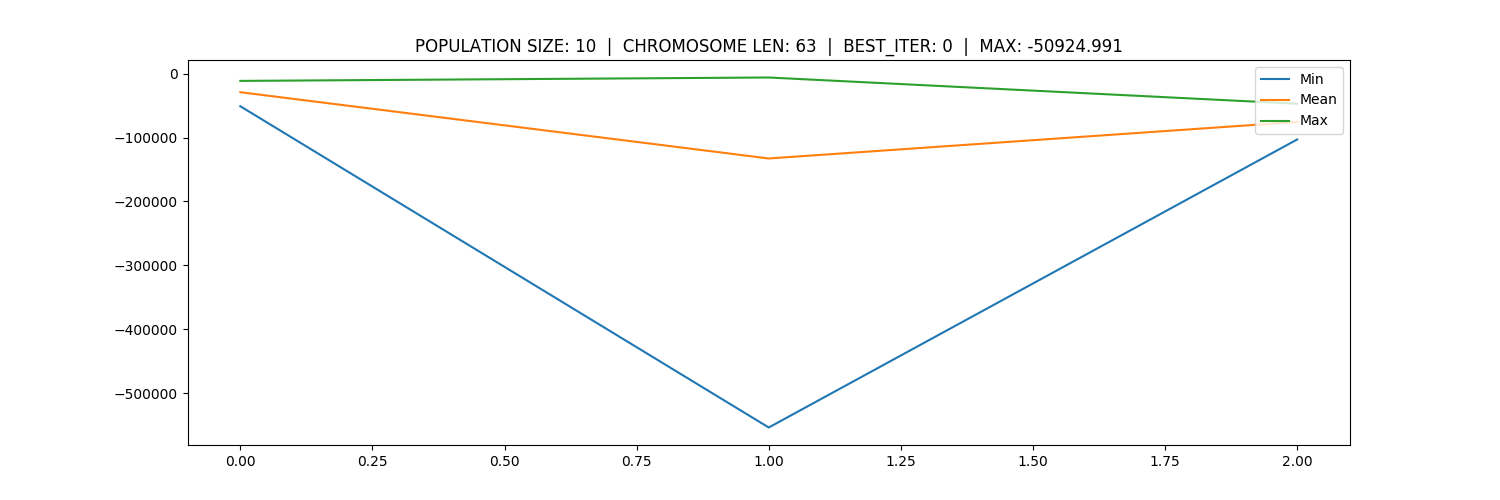 POPULATION SIZE: 10 | CHROMOSOME LEN: 63 | BEST_ITER: 0 | MAX: -50924.991
0
−100000
−200000
−300000
−400000
−500000
Min
Mean
Max
0.00 0.25 0.50 0.75 1.00 1.25 1.50 1.75 2.00